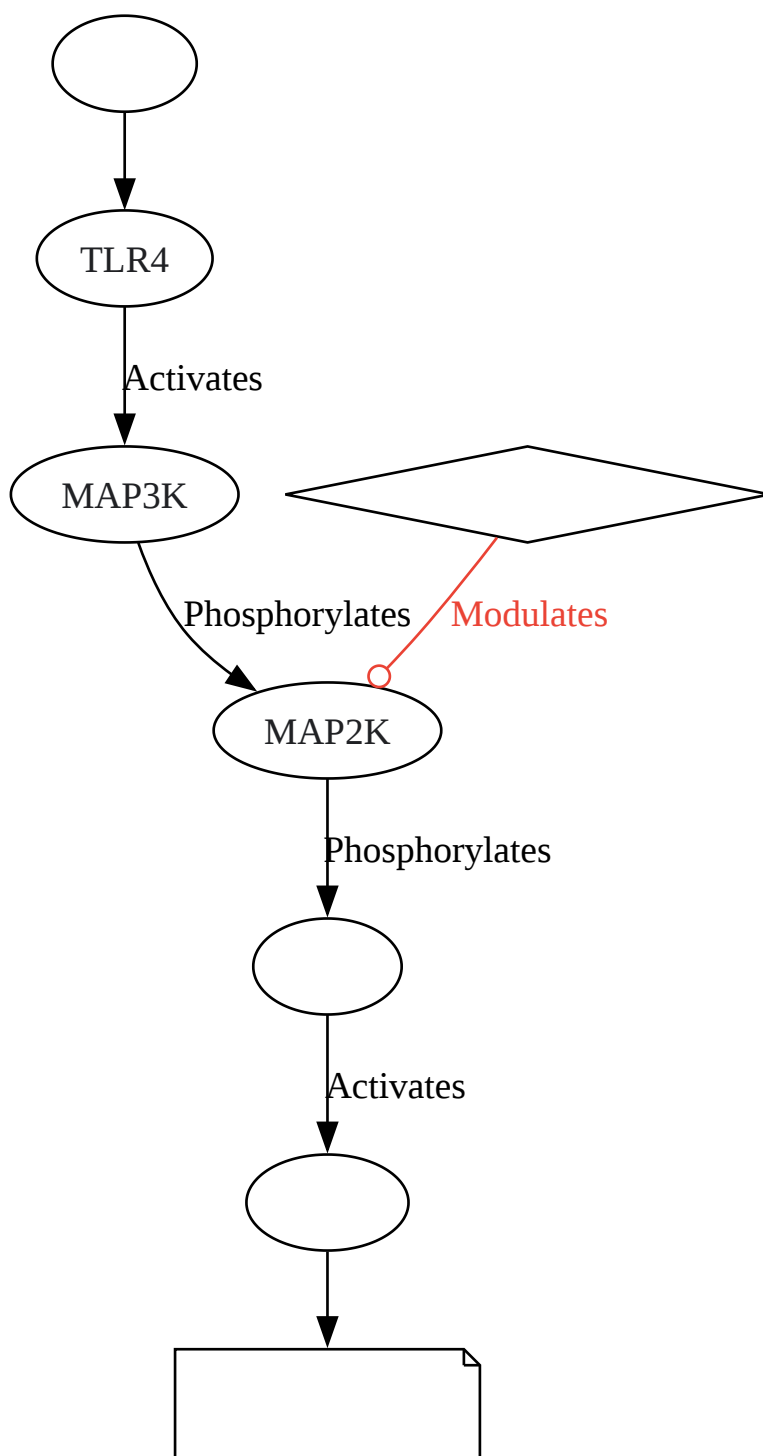 TLR4
Activates
MAP3K
Phosphorylates
Modulates
MAP2K
Phosphorylates
Activates